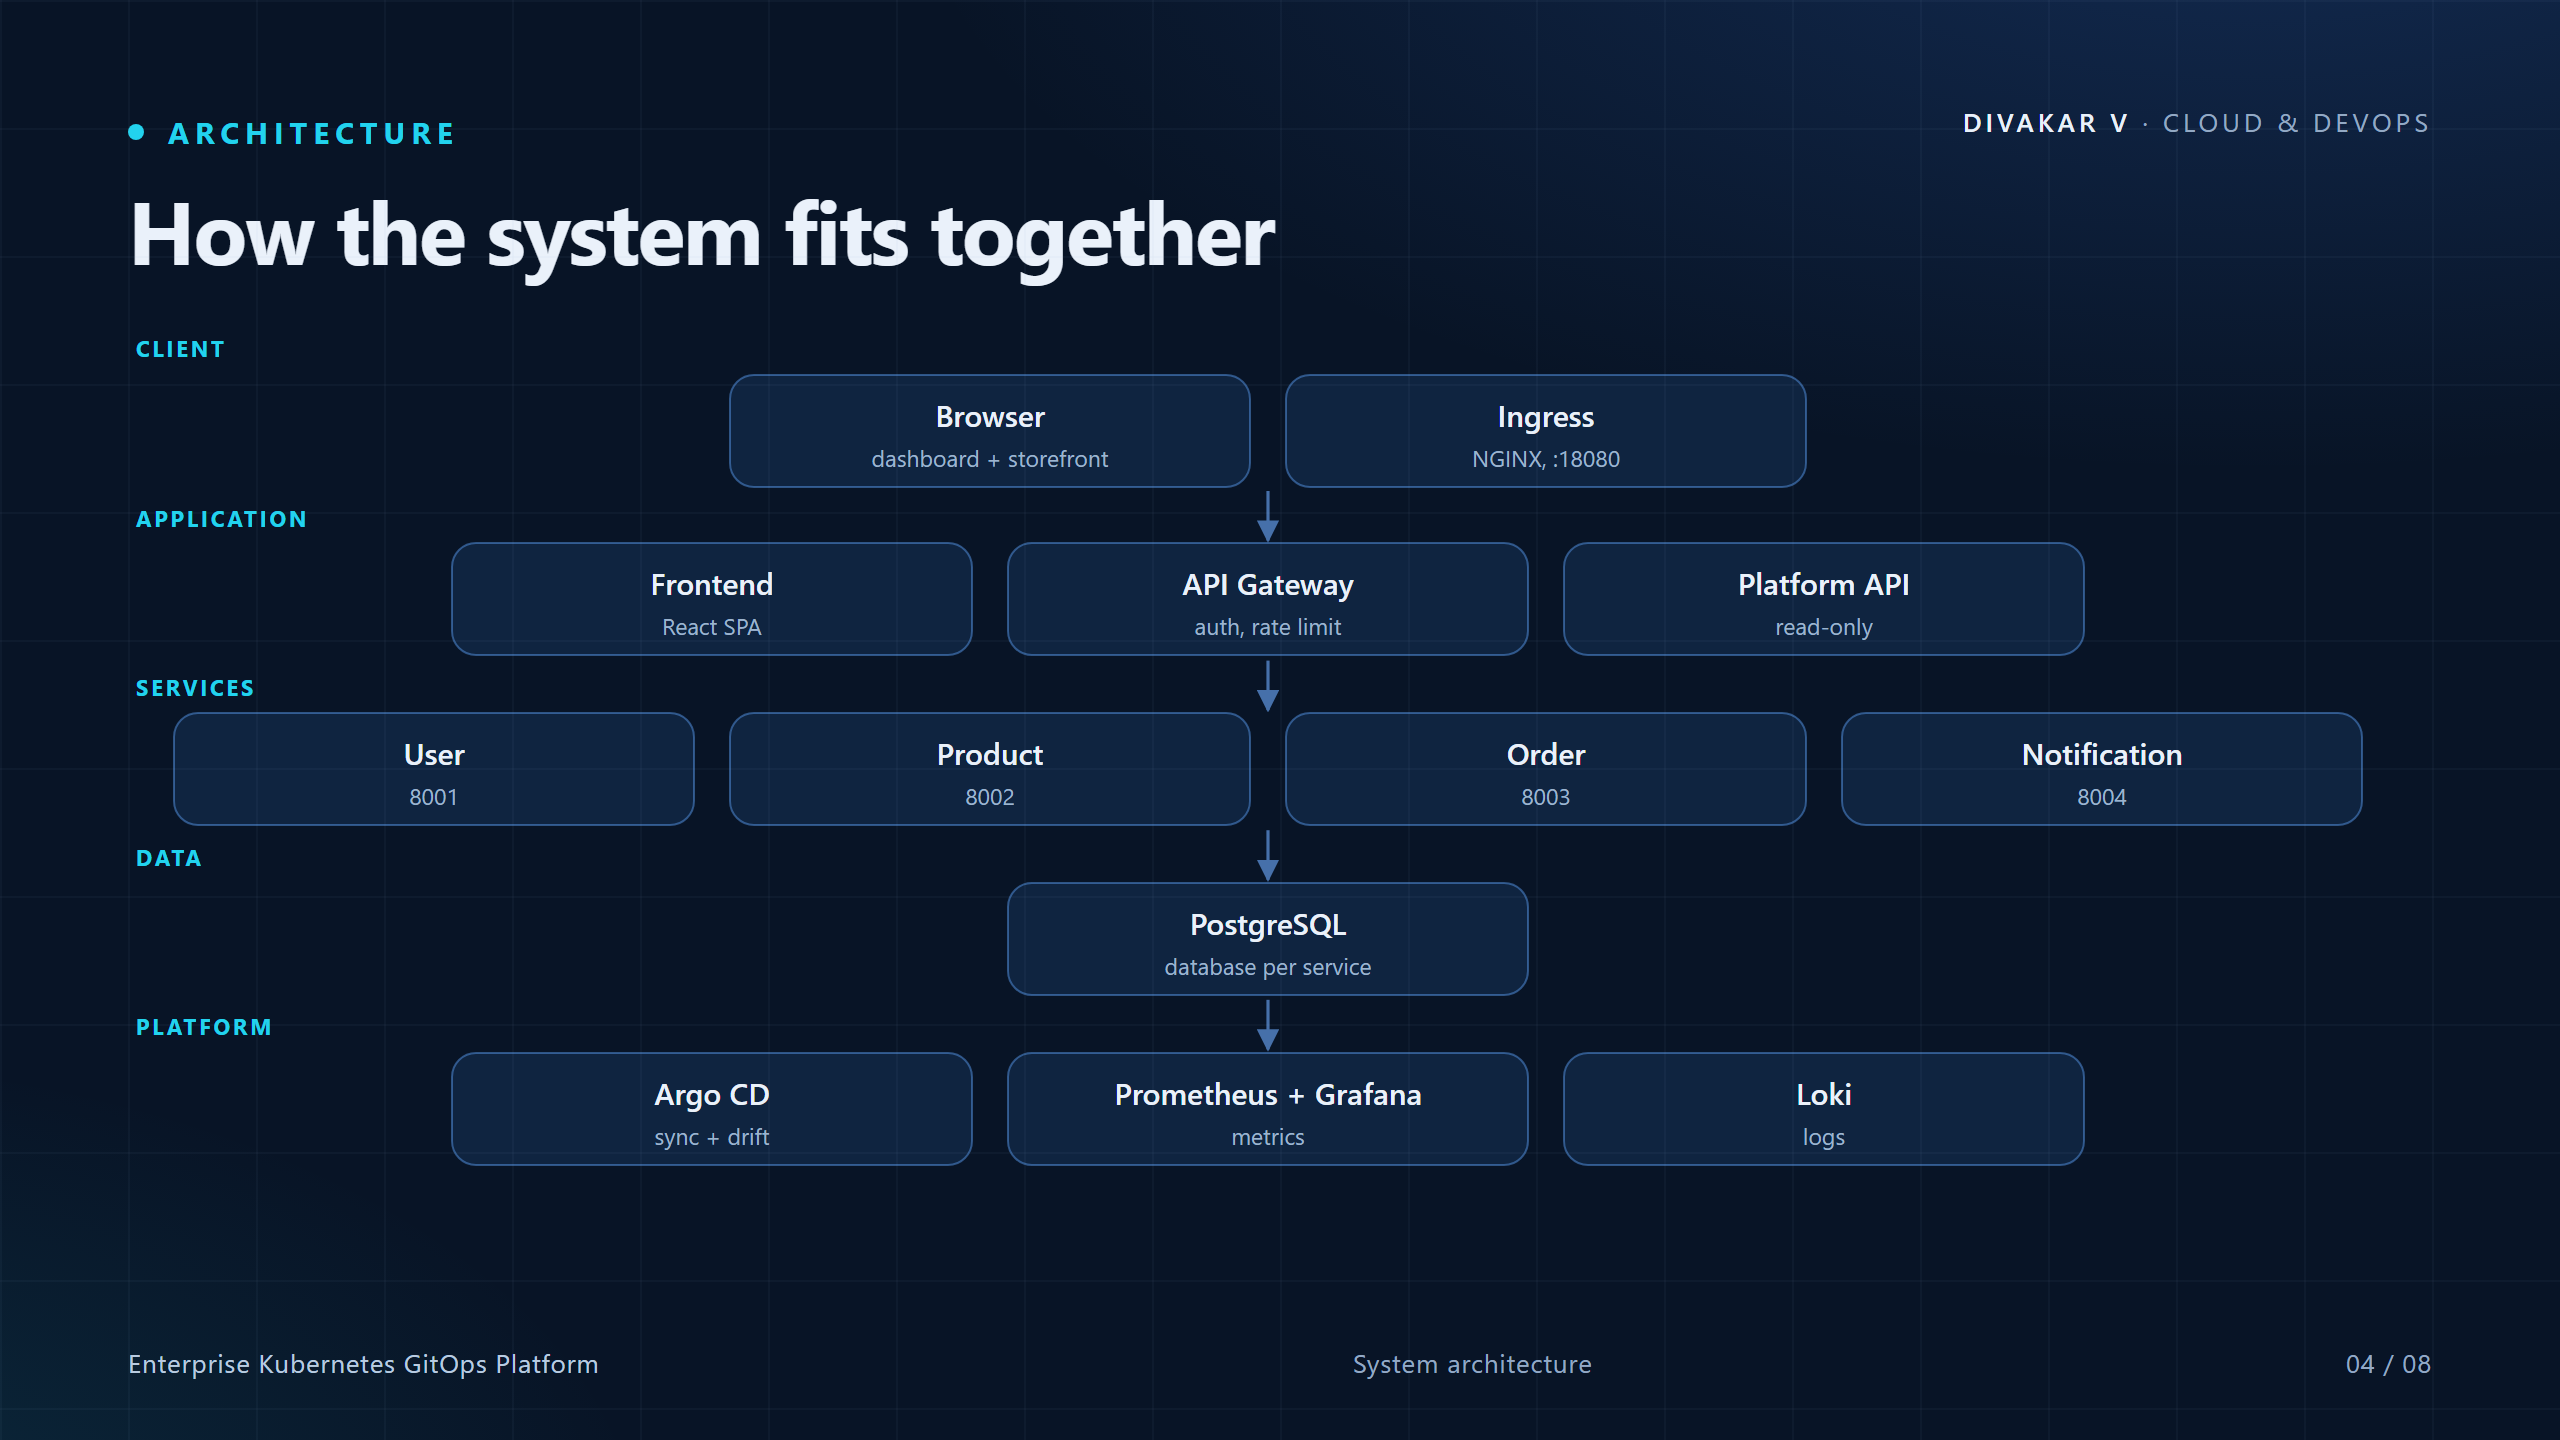 ARCHITECTURE
DIVAKAR V · CLOUD & DEVOPS
How the system fits together
CLIENT
Browser
dashboard + storefront
Ingress
NGINX, :18080
APPLICATION
Frontend
React SPA
API Gateway
auth, rate limit
Platform API
read-only
SERVICES
User
8001
Product
8002
Order
8003
Notification
8004
DATA
PostgreSQL
database per service
PLATFORM
Argo CD
sync + drift
Prometheus + Grafana
metrics
Loki
logs
Enterprise Kubernetes GitOps Platform
System architecture
04 / 08